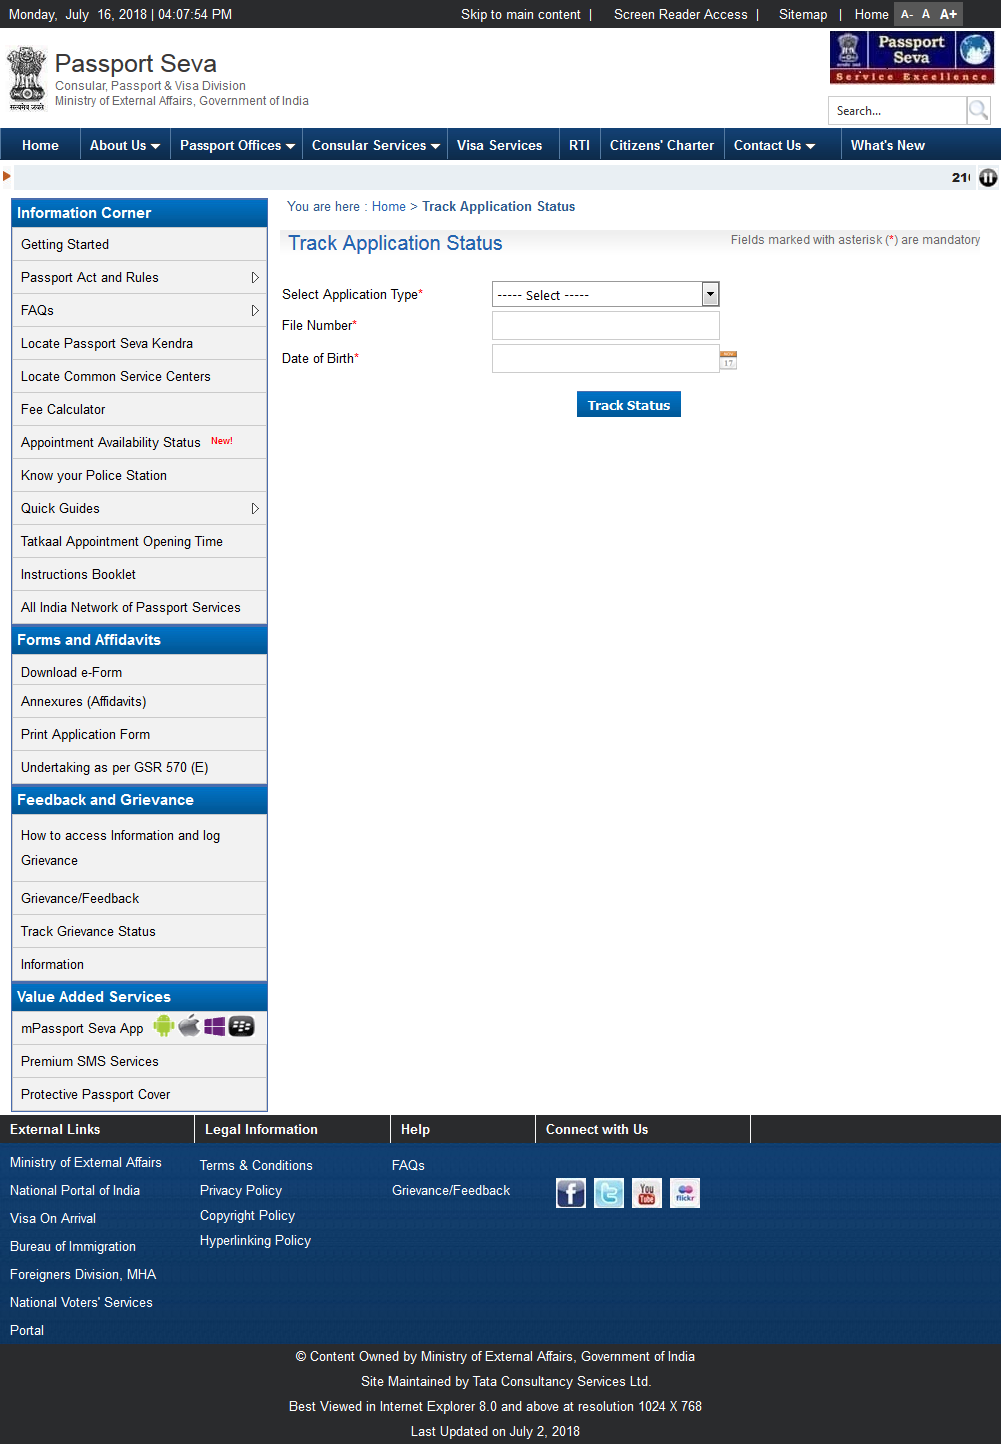 Monday, July 16, 2018 | 04:07:54 PM
Skip to main content | Screen Reader Access | Sitemap | Home A- A A+
Passport Seva
Consular, Passport & Visa Division
Ministry of External Affairs, Government of India
सत्यमेव जयते
Passport Seva
Service Excellence
Search...
Home About Us Passport Offices Consular Services Visa Services RTI Citizens' Charter Contact Us What's New
Information Corner
Getting Started
Passport Act and Rules
FAQs
Locate Passport Seva Kendra
Locate Common Service Centers
Fee Calculator
Appointment Availability Status New!
Know your Police Station
Quick Guides
Tatkaal Appointment Opening Time
Instructions Booklet
All India Network of Passport Services
Forms and Affidavits
Download e-Form
Annexures (Affidavits)
Print Application Form
Undertaking as per GSR 570 (E)
Feedback and Grievance
How to access Information and log
Grievance
Grievance/Feedback
Track Grievance Status
Information
Value Added Services
mPassport Seva App
Premium SMS Services
Protective Passport Cover
You are here : Home > Track Application Status
Track Application Status
Fields marked with asterisk (*) are mandatory
Select Application Type*
----- Select -----
File Number*
Date of Birth*
17
Track Status
External Links
Ministry of External Affairs
National Portal of India
Visa On Arrival
Bureau of Immigration
Foreigners Division, MHA
National Voters' Services
Portal
Legal Information
Terms & Conditions
Privacy Policy
Copyright Policy
Hyperlinking Policy
Help
FAQs
Grievance/Feedback
Connect with Us
f t You Tube flickr
© Content Owned by Ministry of External Affairs, Government of India
Site Maintained by Tata Consultancy Services Ltd.
Best Viewed in Internet Explorer 8.0 and above at resolution 1024 X 768
Last Updated on July 2, 2018